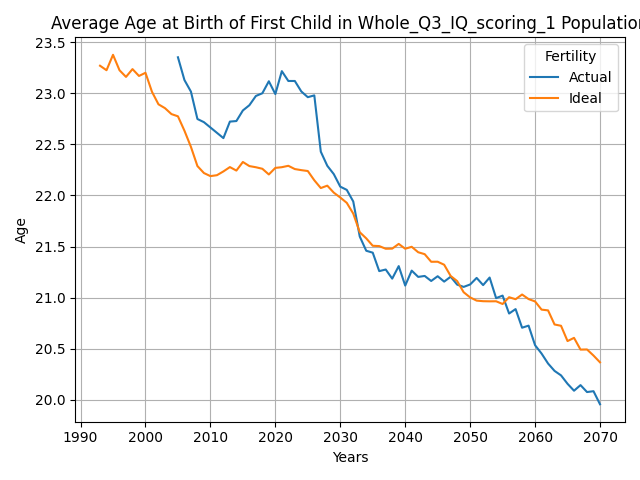 Average Age at Birth of First Child in Whole_Q3_IQ_scoring_1 Population
23.5
23.0
22.5
22.0
21.5
21.0
20.5
20.0
Age
Fertility
Actual
Ideal
1990 2000 2010 2020 2030 2040 2050 2060 2070
Years